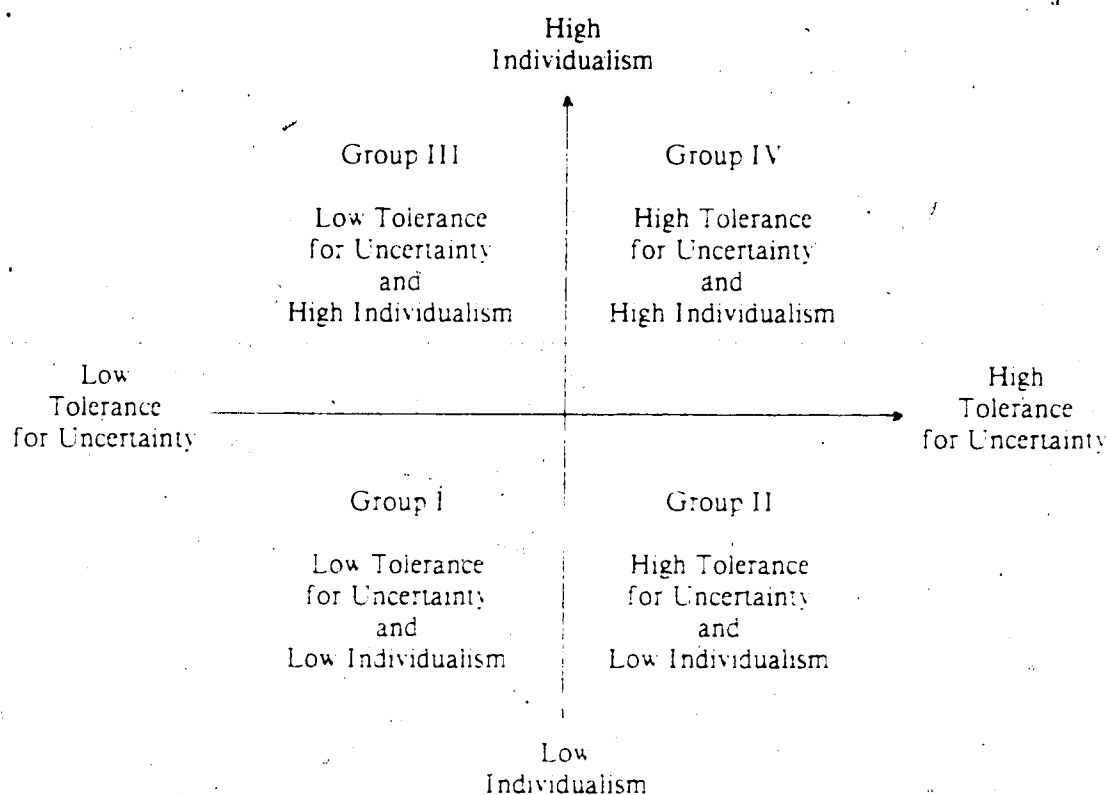 High
Individualism
Group III
Low Tolerance
for Uncertainty
and
High Individualism
Group IV
High Tolerance
for Uncertainty
and
High Individualism
Low
Tolerance
for Uncertainty
High
Tolerance
for Uncertainty
Group I
Low Tolerance
for Uncertainty
and
Low Individualism
Group II
High Tolerance
for Uncertainty
and
Low Individualism
Low
Individualism